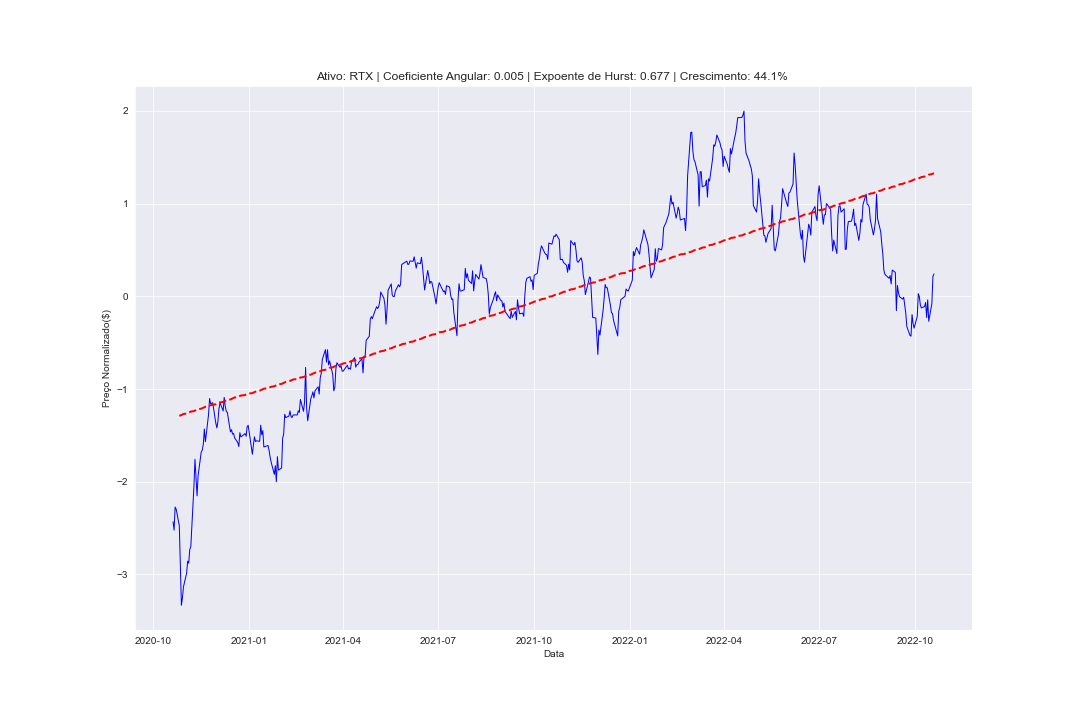 Ativo: RTX | Coeficiente Angular: 0.005 | Expoente de Hurst: 0.677 | Crescimento: 44.1%
Preço Normalizado($)
2
1
0
−1
−2
−3
2020-10 2021-01 2021-04 2021-07 2021-10 2022-01 2022-04 2022-07 2022-10
Data